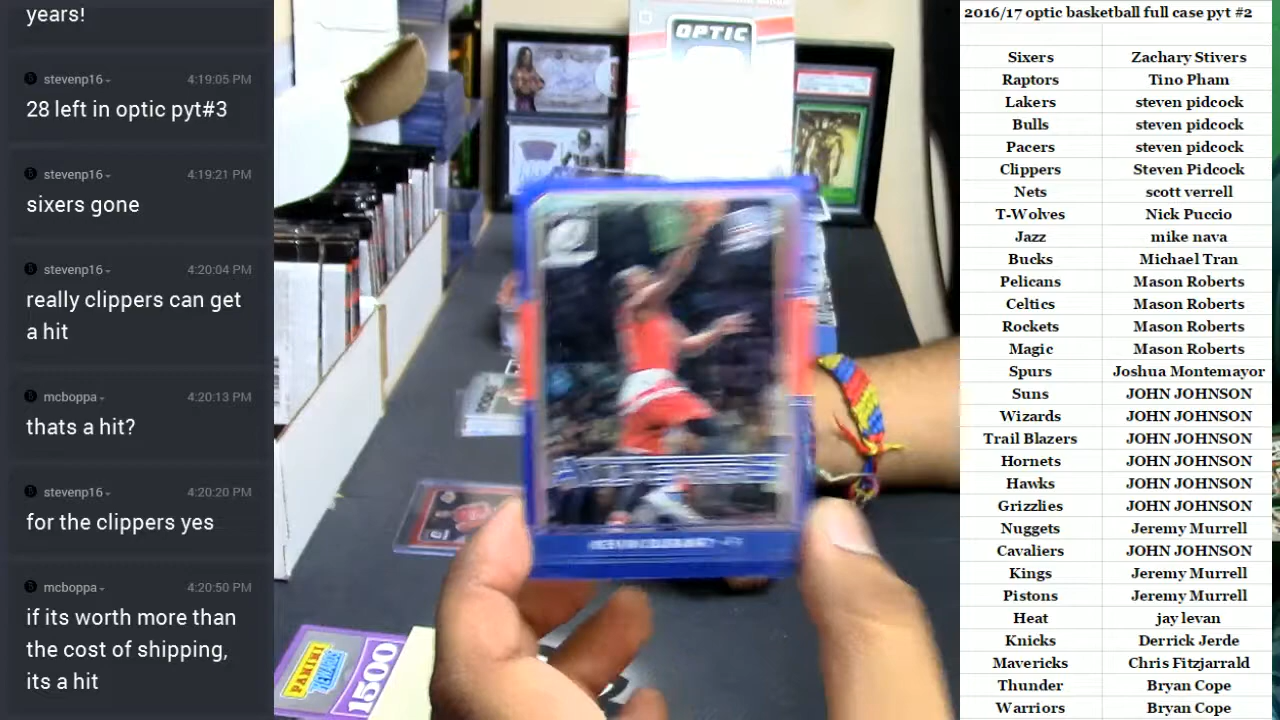 years!
stevenp16
4:19:05 PM
28 left in optic pyt#3
stevenp16
4:19:21 PM
sixers gone
stevenp16
4:20:04 PM
really clippers can get
a hit
mcboppa
4:20:13 PM
thats a hit?
stevenp16
4:20:20 PM
for the clippers yes
mcboppa
4:20:50 PM
if its worth more than
the cost of shipping,
its a hit
OPTIC
PANINI
1500
2016/17 optic basketball full case pyt #2
Sixers Zachary Stivers
Raptors Tino Pham
Lakers steven pidcock
Bulls steven pidcock
Pacers steven pidcock
Clippers Steven Pidcock
Nets scott verrell
T-Wolves Nick Puccio
Jazz mike nava
Bucks Michael Tran
Pelicans Mason Roberts
Celtics Mason Roberts
Rockets Mason Roberts
Magic Mason Roberts
Spurs Joshua Montemayor
Suns JOHN JOHNSON
Wizards JOHN JOHNSON
Trail Blazers JOHN JOHNSON
Hornets JOHN JOHNSON
Hawks JOHN JOHNSON
Grizzlies JOHN JOHNSON
Nuggets Jeremy Murrell
Cavaliers JOHN JOHNSON
Kings Jeremy Murrell
Pistons Jeremy Murrell
Heat jay levan
Knicks Derrick Jerde
Mavericks Chris Fitzjarrald
Thunder Bryan Cope
Warriors Bryan Cope